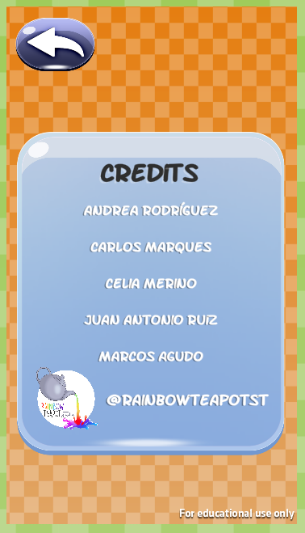 CREDITS
ANDREA RODRÍGUEZ
CARLOS MARQUES
CELIA MERINO
JUAN ANTONIO RUIZ
MARCOS AGUDO
@RAINBOWTEAPOTST
For educational use only